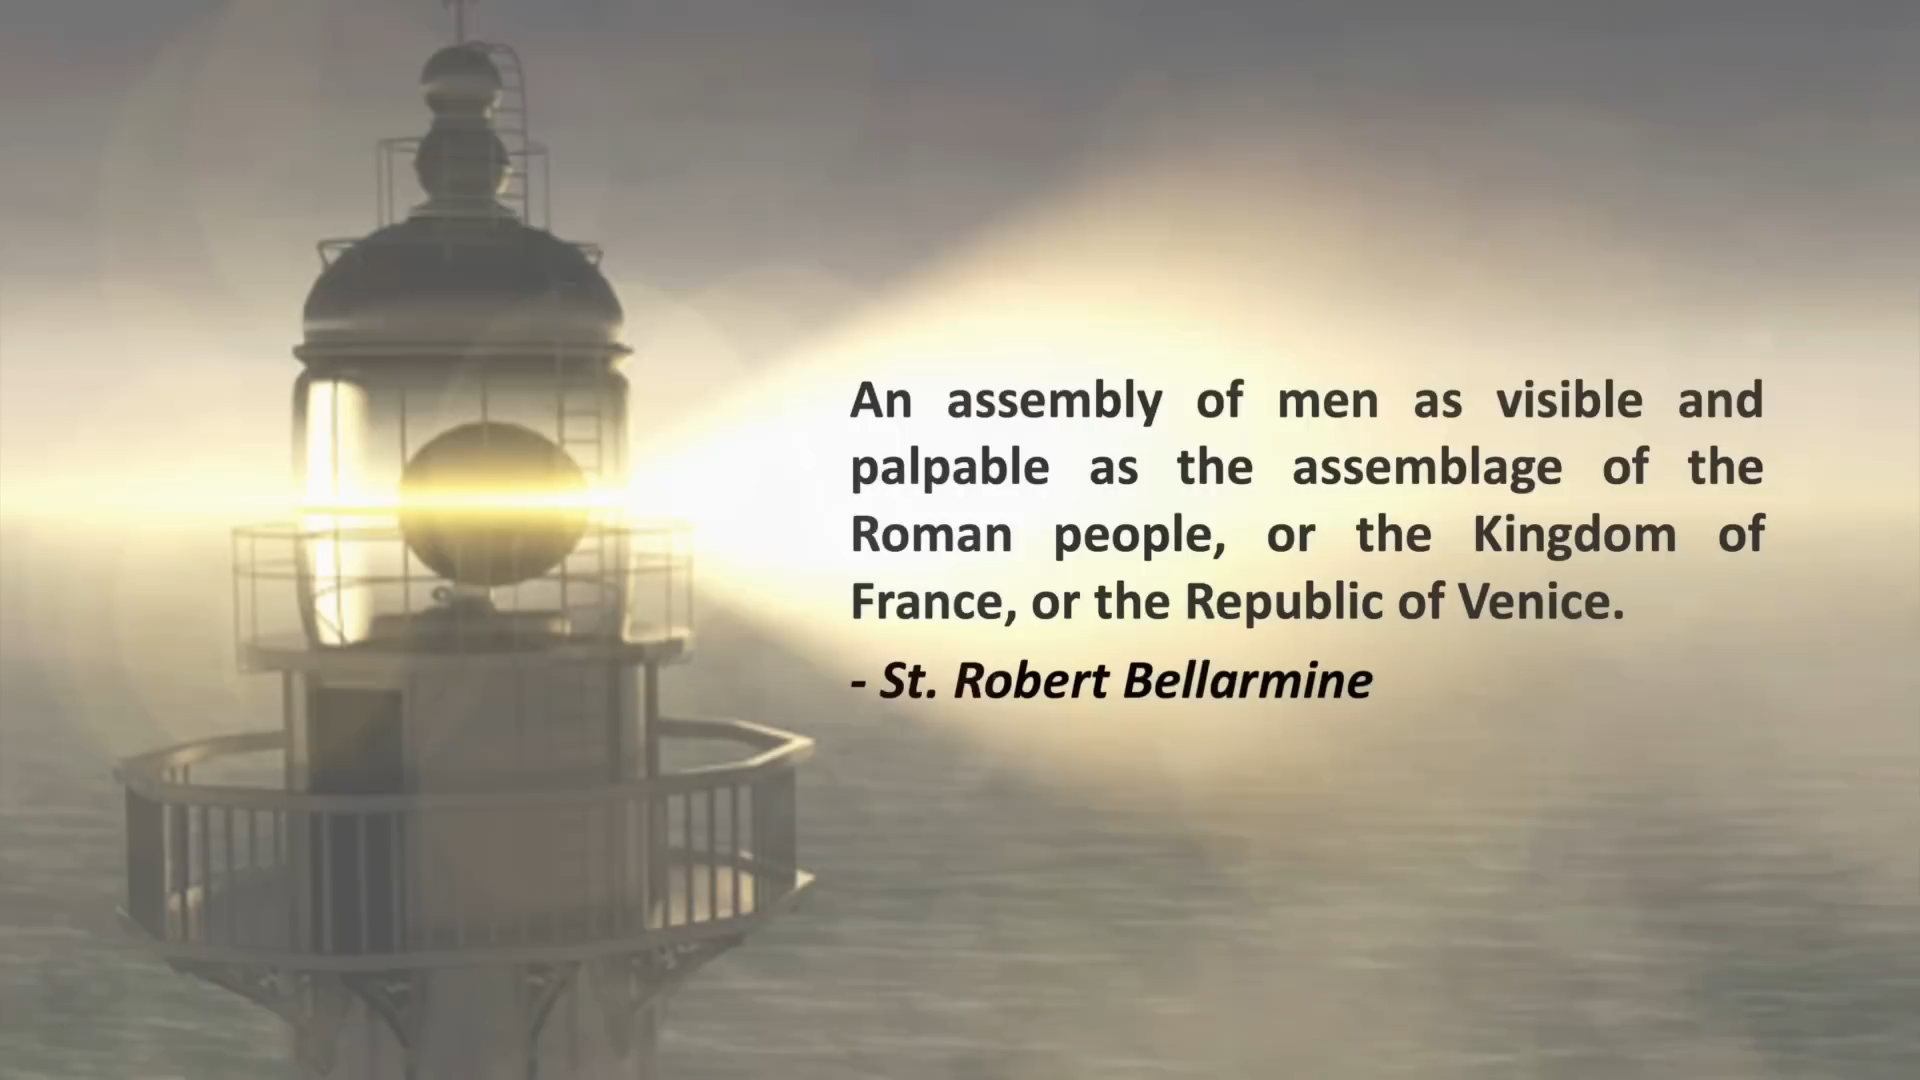 An assembly of men as visible and
palpable as the assemblage of the
Roman people, or the Kingdom of
France, or the Republic of Venice.
- St. Robert Bellarmine